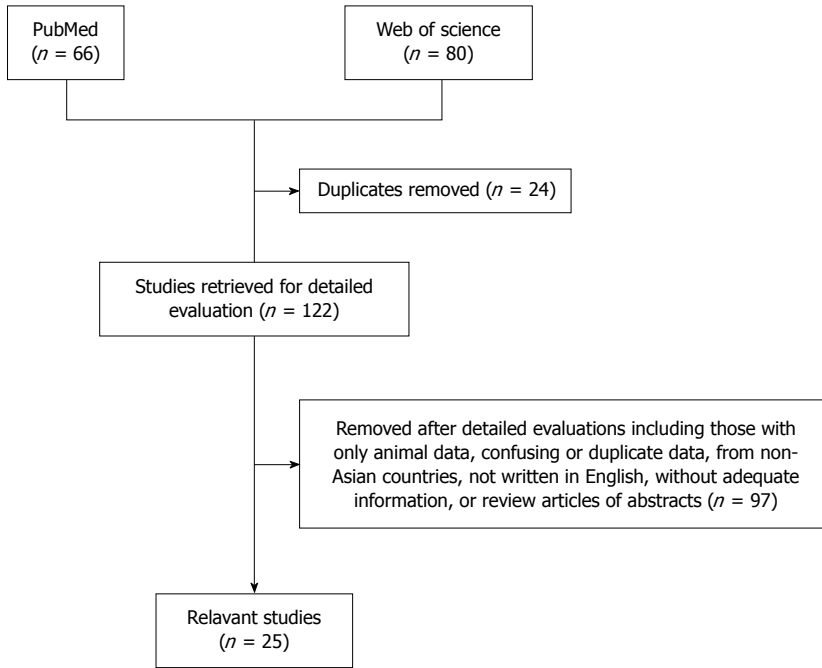 PubMed
(n = 66)
Web of science
(n = 80)
Duplicates removed (n = 24)
Studies retrieved for detailed
evaluation (n = 122)
Removed after detailed evaluations including those with
only animal data, confusing or duplicate data, from non-
Asian countries, not written in English, without adequate
information, or review articles of abstracts (n = 97)
Relavant studies
(n = 25)